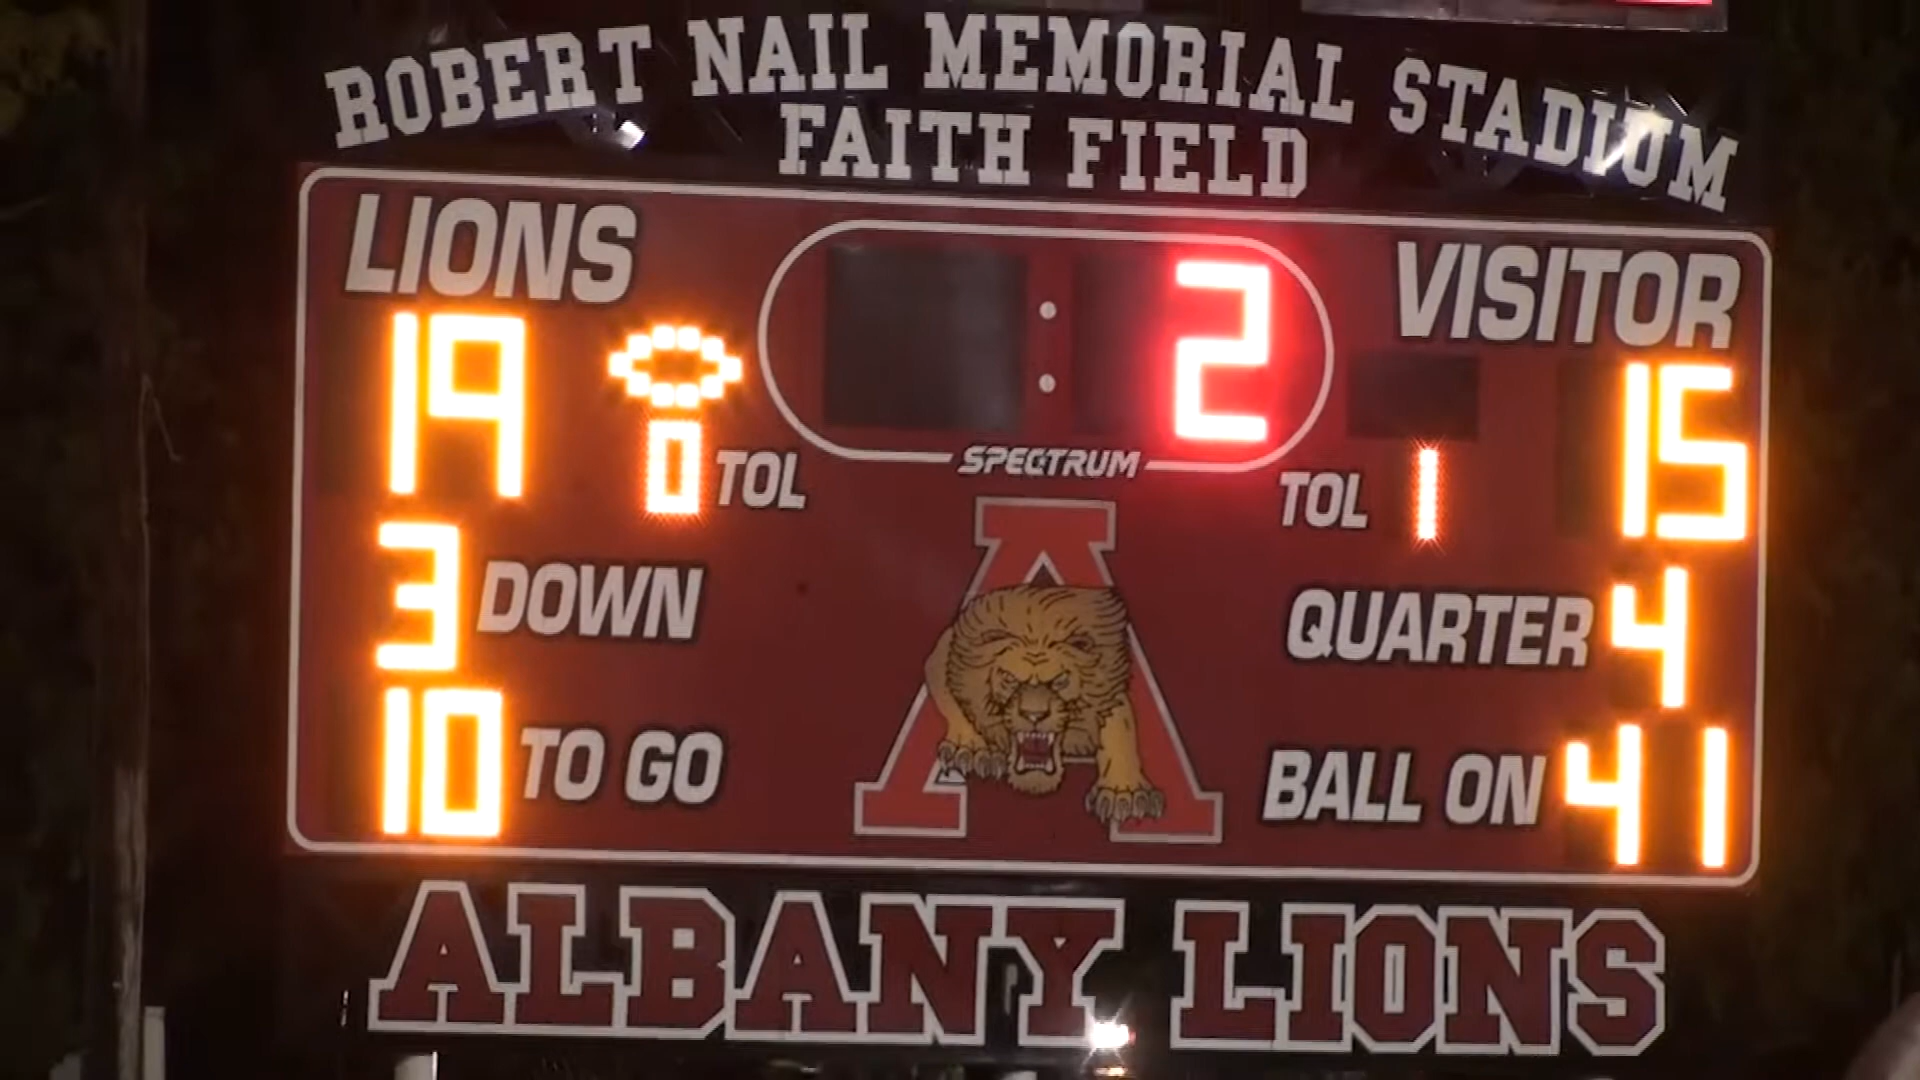 ROBERT NAIL MEMORIAL STADIUM
FAITH FIELD
LIONS : 2 VISITOR
19 0 TOL SPECTRUM TOL 1 15
3 DOWN A QUARTER 4
10 TO GO BALL ON 41
ALBANY LIONS